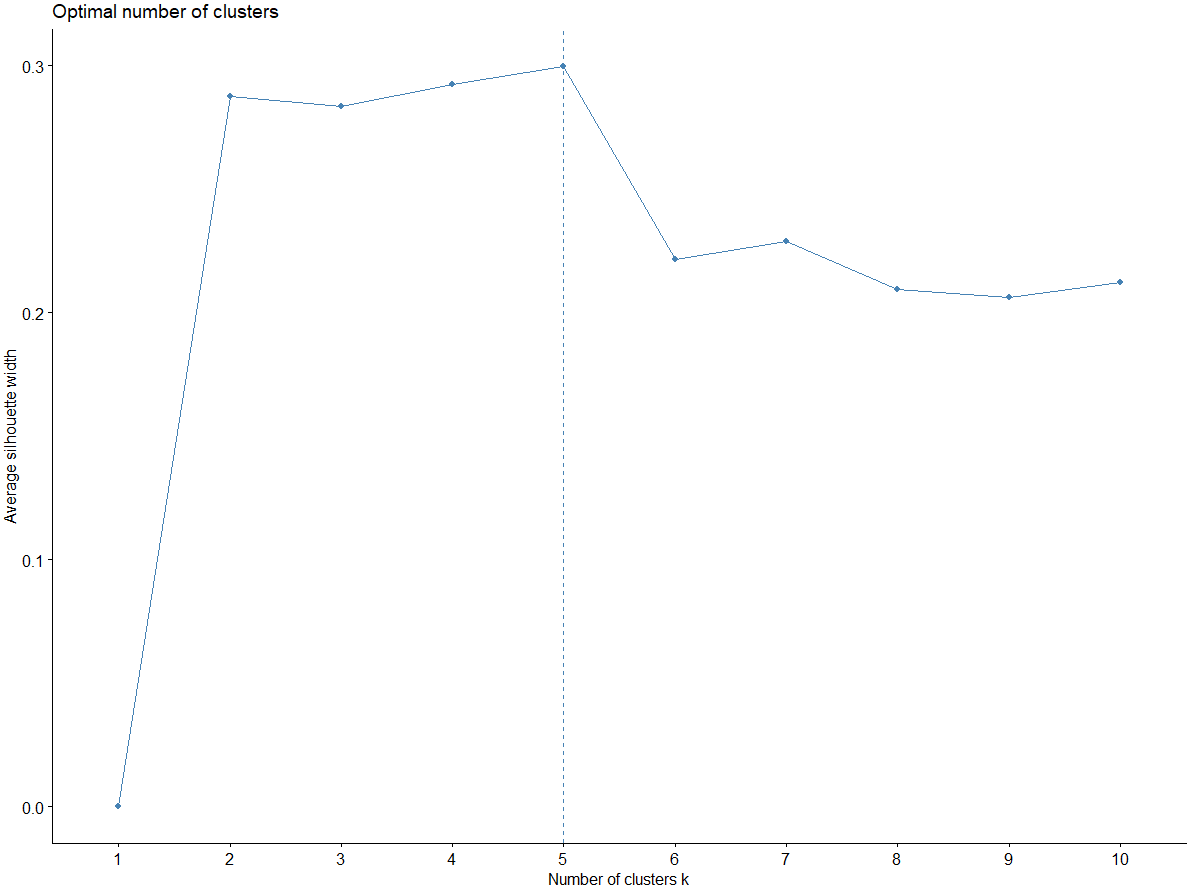 Optimal number of clusters
Average silhouette width
0.3
0.2
0.1
0.0
1 2 3 4 5 6 7 8 9 10
Number of clusters k